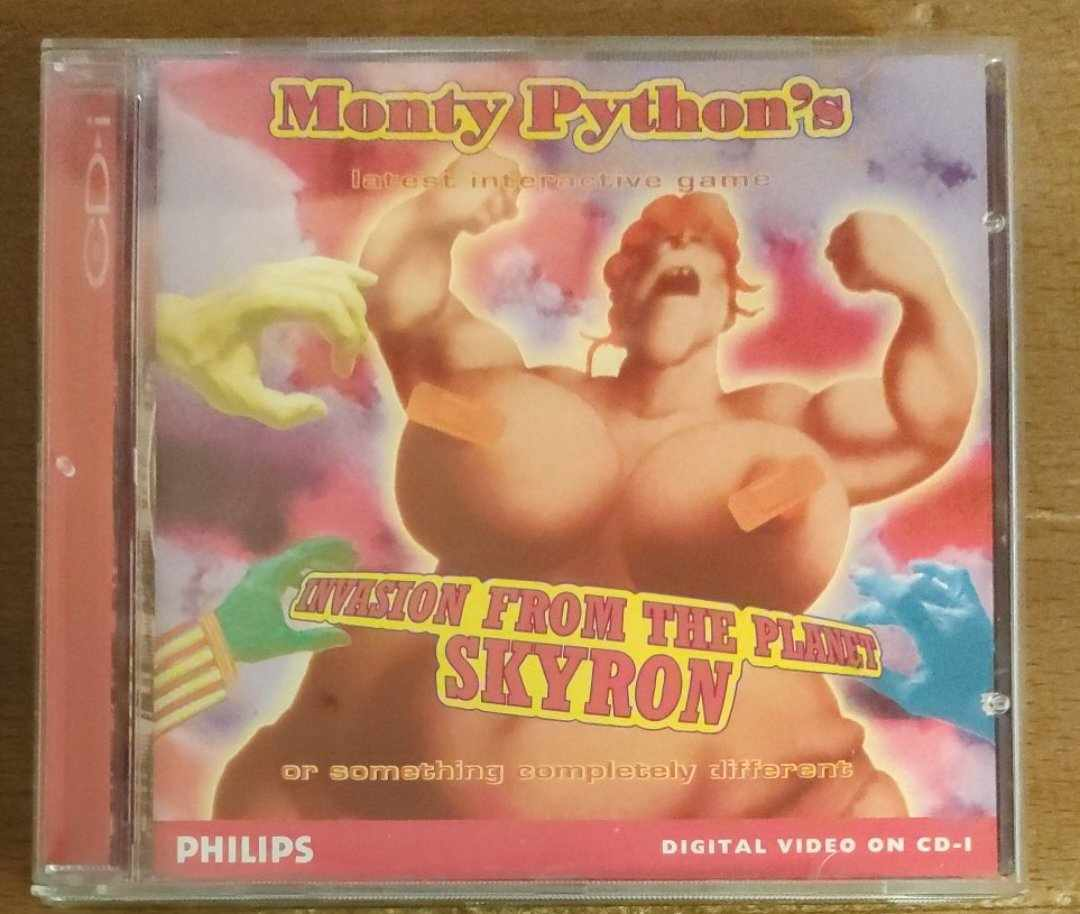 CD-i
Monty Python's
latest interactive game
INVASION FROM THE PLANET
SKYRON
or something completely different
PHILIPS
DIGITAL VIDEO ON CD-I